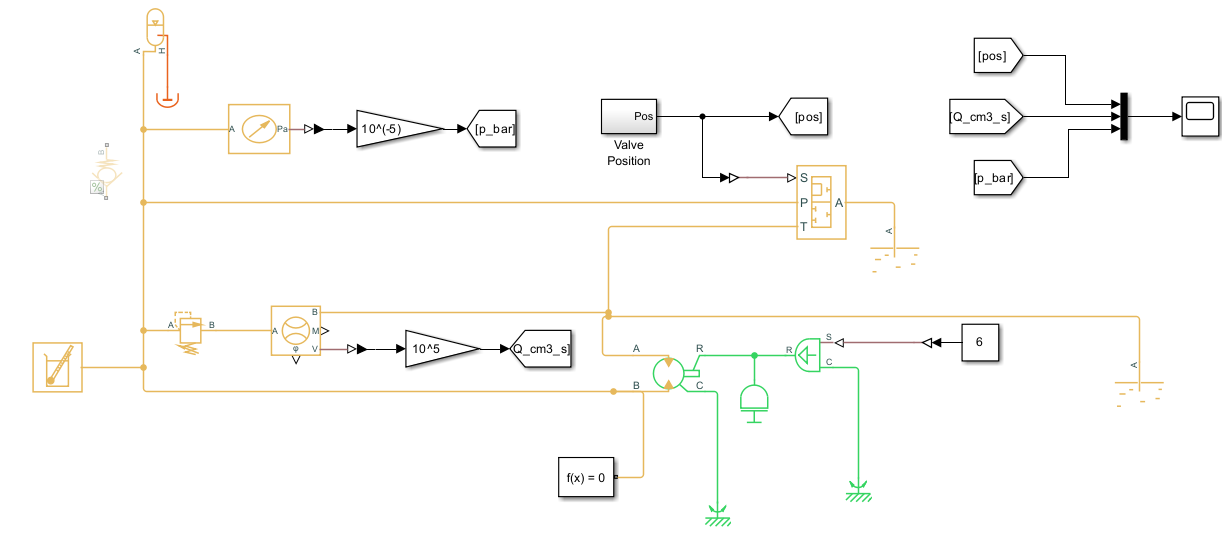 A
H
[pos]
A
Pa
10^(-5)
[p_bar]
Pos
[pos]
[Q_cm3_s]
Valve
Position
B
%
S
[p_bar]
P
A
T
A
B
A
B
A
M
φ
V
10^5
Q_cm3_s]
A
R
R
S
6
C
A
B
C
f(x) = 0